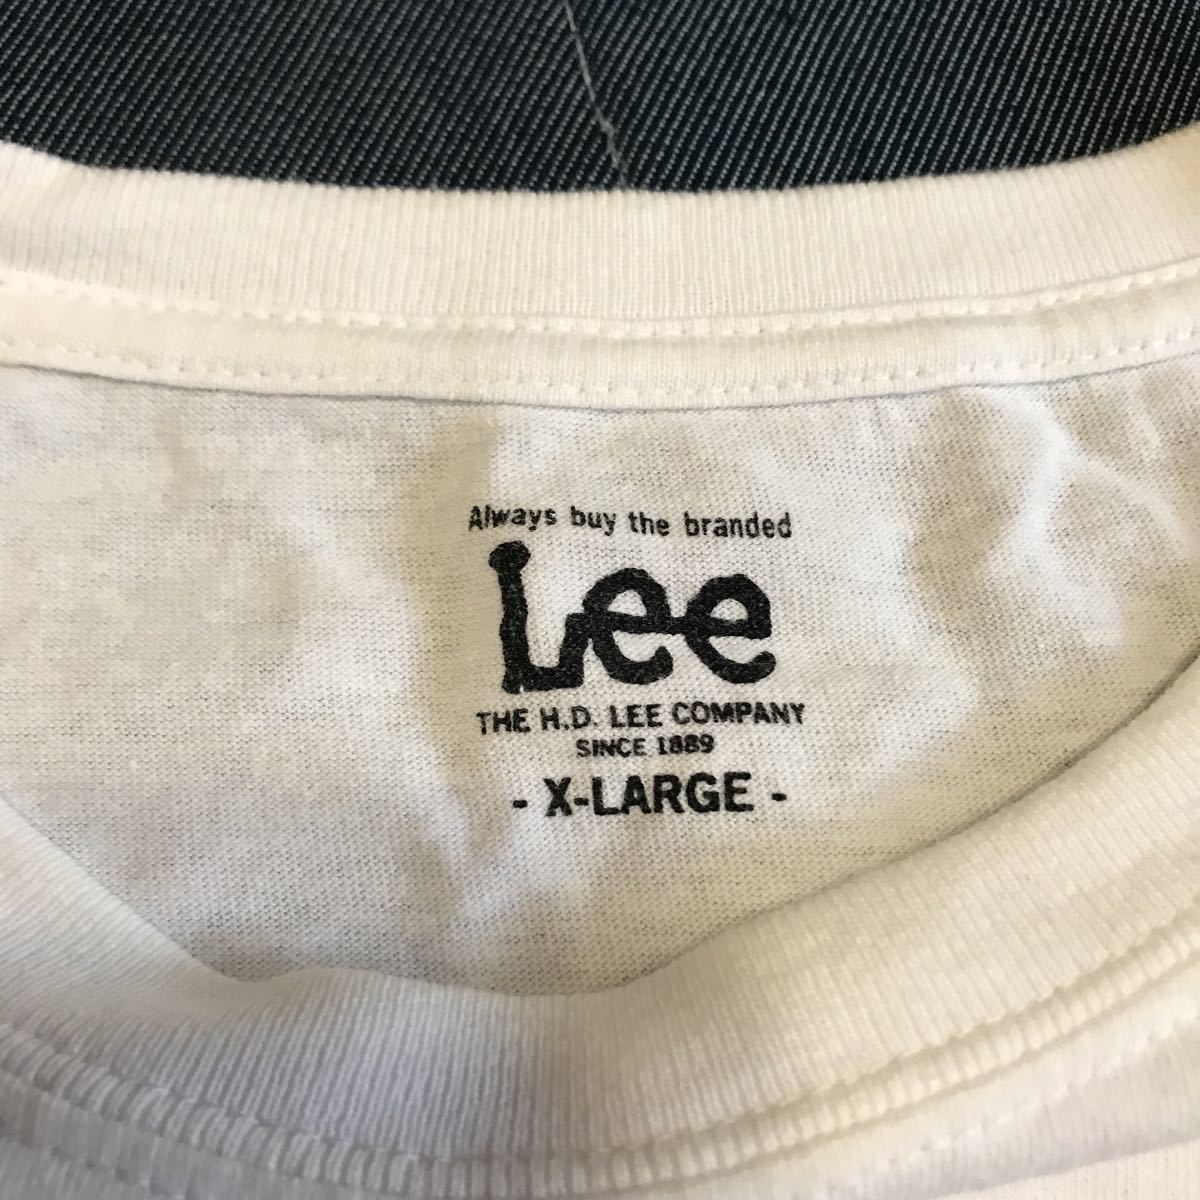 Always buy the branded
Lee
THE H.D. LEE COMPANY
SINCE 1889
- X-LARGE -